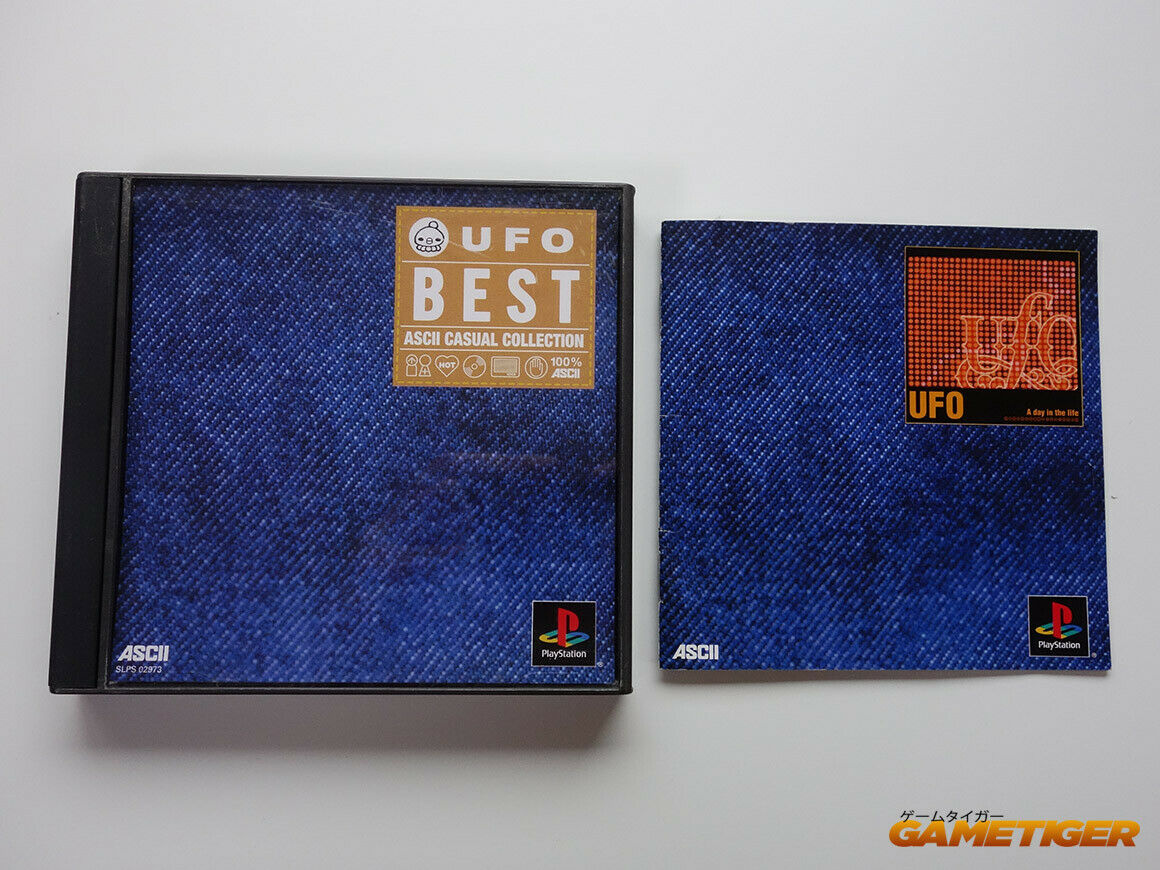 UFO
BEST
ASCII CASUAL COLLECTION
HOT
100%
ASCII
ASCII
SLPS 02973
PlayStation
®
ufo
UFO
A day in the life
ASCII
PlayStation
®
ゲームタイガー
GAMETIGER